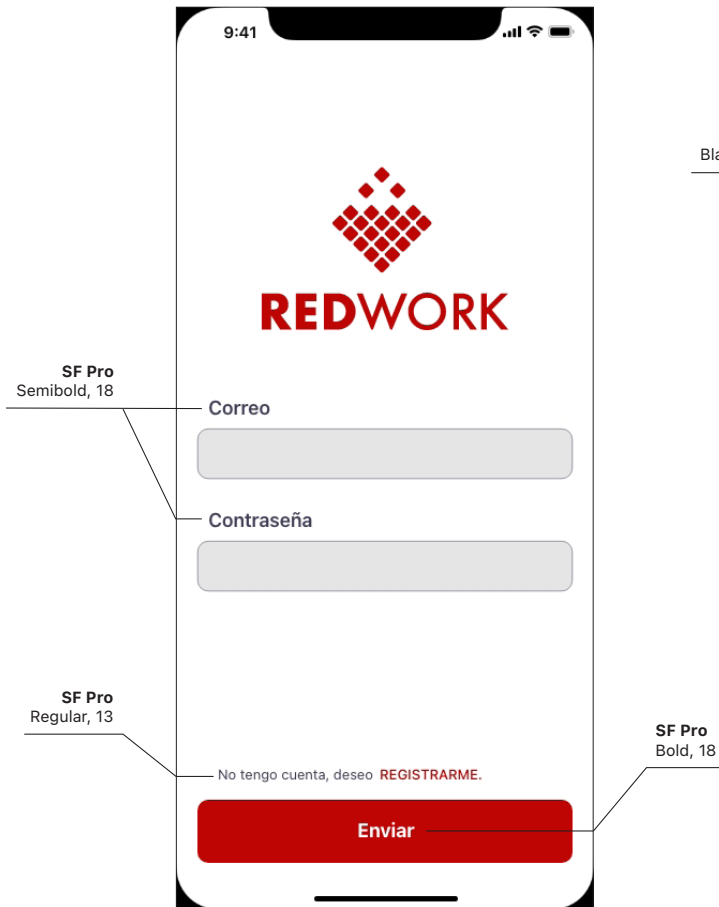 9:41
REDWORK
SF Pro
Semibold, 18
Correo
Contraseña
SF Pro
Regular, 13
No tengo cuenta, deseo REGISTRARME.
SF Pro
Bold, 18
Enviar